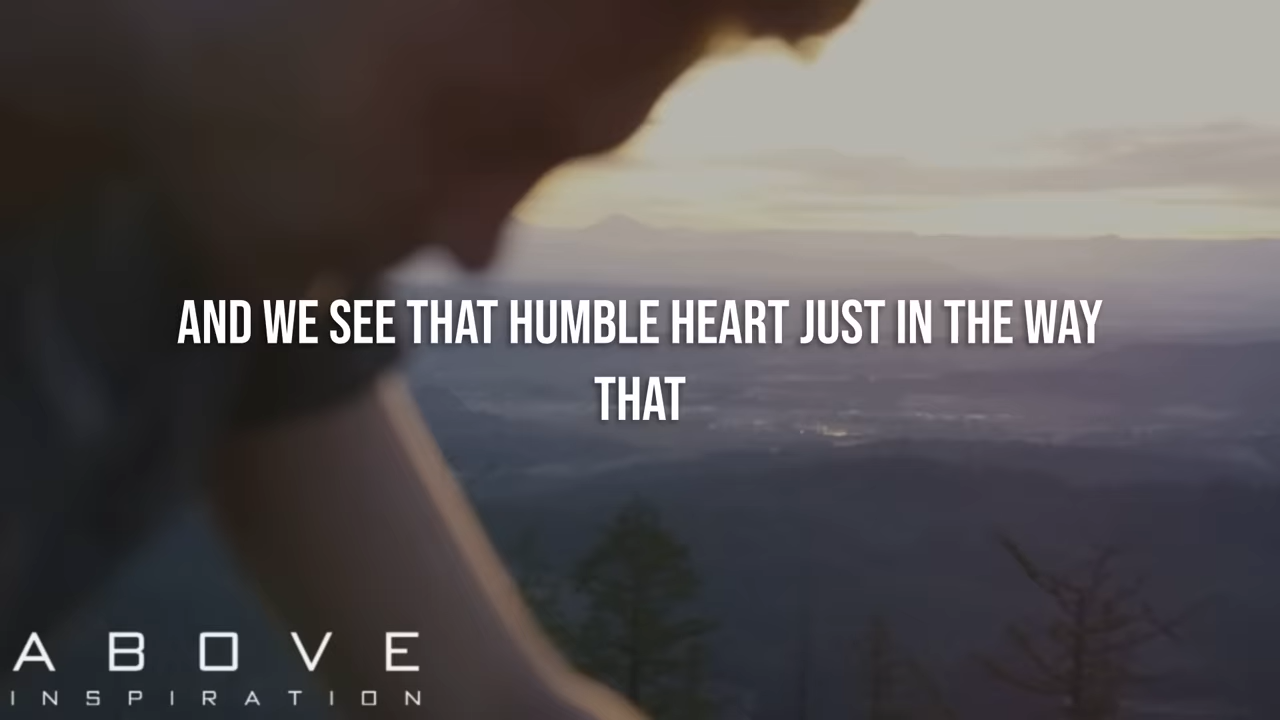 AND WE SEE THAT HUMBLE HEART JUST IN THE WAY
THAT
ABOVE
INSPIRATION